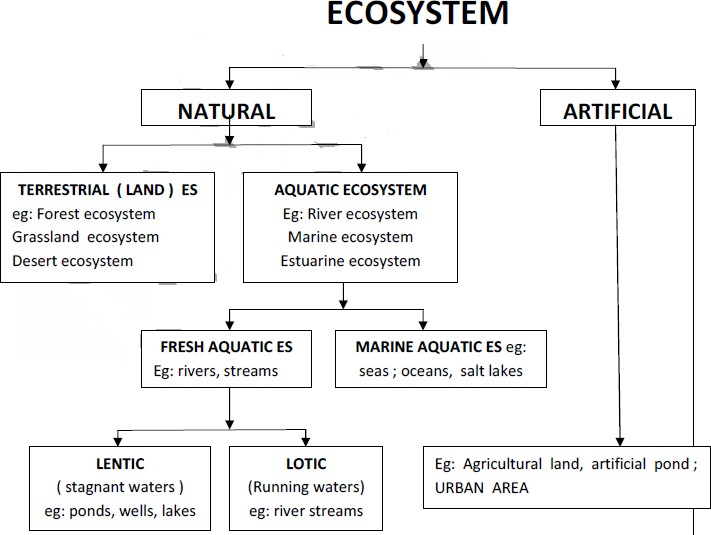 ECOSYSTEM
NATURAL
ARTIFICIAL
TERRESTRIAL ( LAND ) ES
eg: Forest ecosystem
Grassland ecosystem
Desert ecosystem
AQUATIC ECOSYSTEM
Eg: River ecosystem
Marine ecosystem
Estuarine ecosystem
FRESH AQUATIC ES
Eg: rivers, streams
MARINE AQUATIC ES eg:
seas ; oceans, salt lakes
LENTIC
( stagnant waters )
eg: ponds, wells, lakes
LOTIC
(Running waters)
eg: river streams
Eg: Agricultural land, artificial pond ;
URBAN AREA